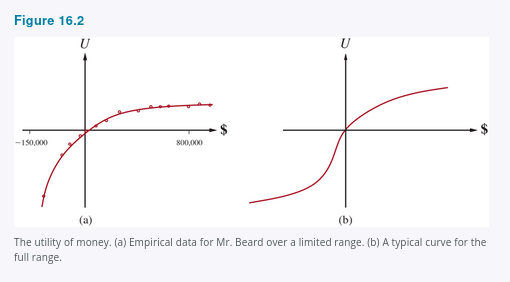 Figure 16.2
U
U
$
$
−150,000
800,000
(a)
(b)
The utility of money. (a) Empirical data for Mr. Beard over a limited range. (b) A typical curve for the
full range.